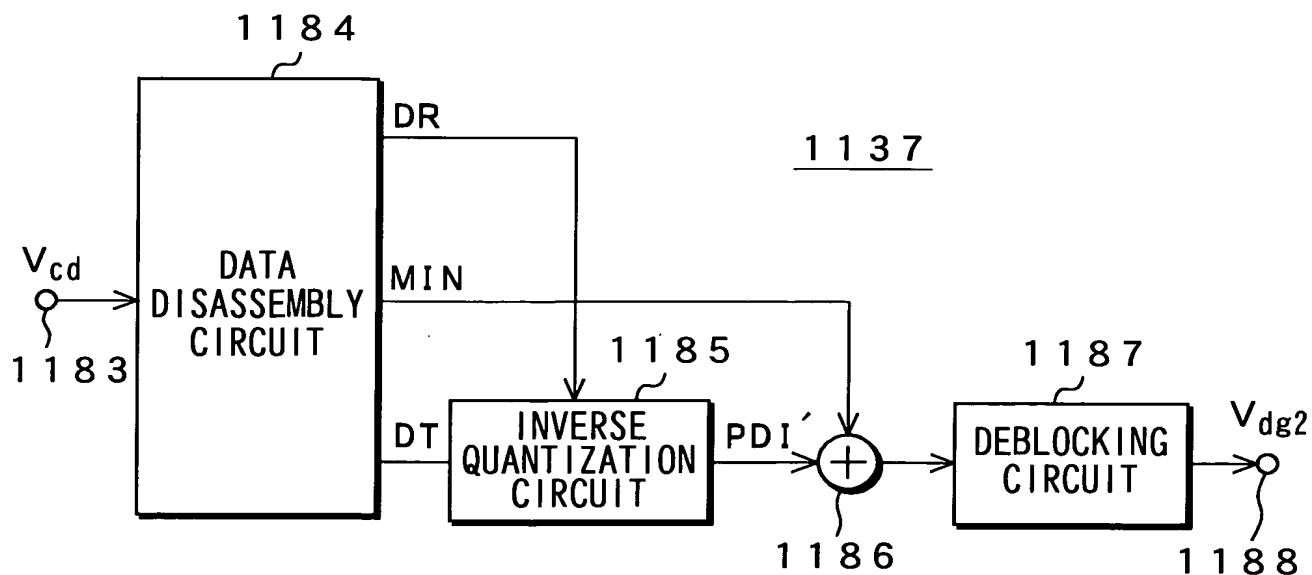 1184
DR
1137
Vcd
DATA
DISASSEMBLY
CIRCUIT
MIN
1183
1185
1187
DT
INVERSE
QUANTIZATION
CIRCUIT
PDI′
+
DEBLOCKING
CIRCUIT
Vdg2
1186
1188